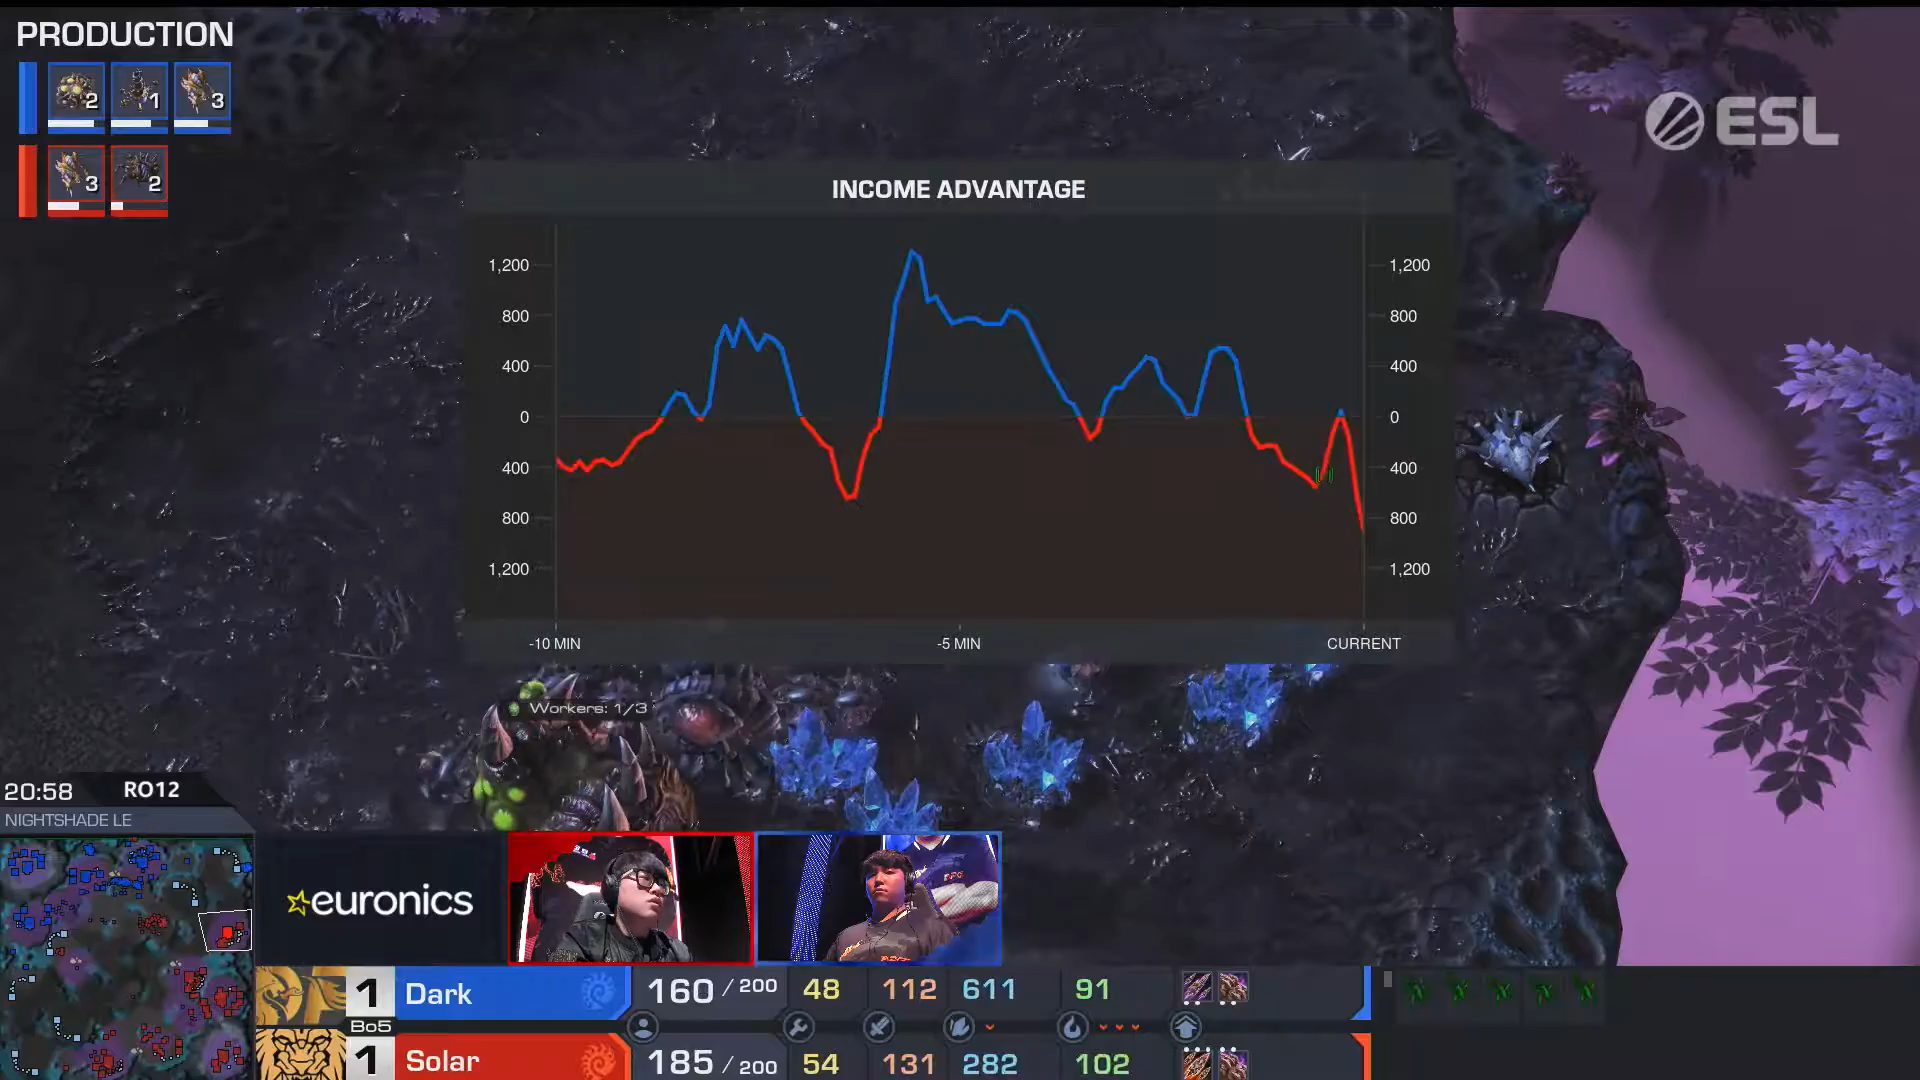 PRODUCTION
2 1 3
3 2
ESL
INCOME ADVANTAGE
1,200 1,200
800 800
400 400
0 0
400 400
800 800
1,200 1,200
-10 MIN -5 MIN CURRENT
Workers: 1/3
20:58 RO12
NIGHTSHADE LE
euronics
1 Dark 160 / 200 48 112 611 91
Bo5
1 Solar 185 / 200 54 131 282 102